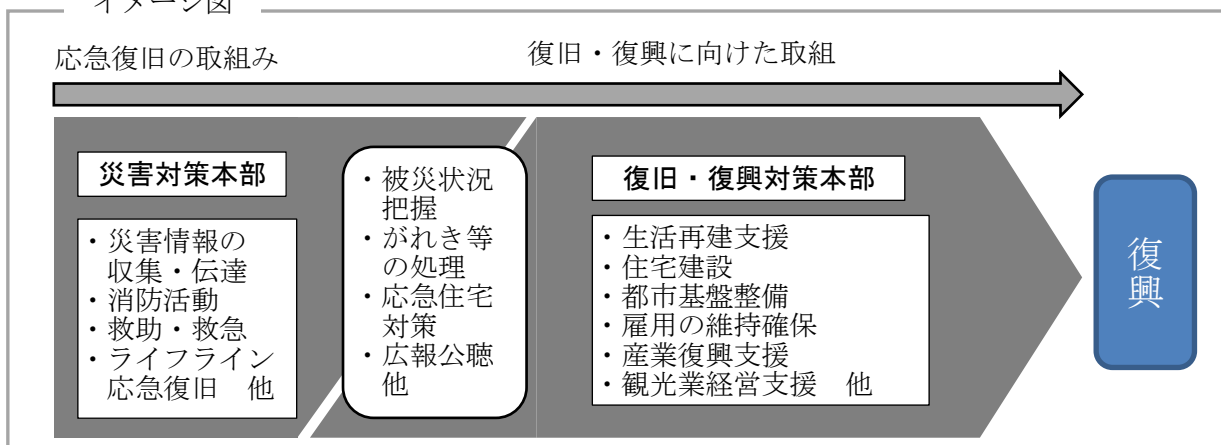 イメージ図
応急復旧の取組み
復旧・復興に向けた取組
災害対策本部
・災害情報の
収集・伝達
・消防活動
・救助・救急
・ライフライン
応急復旧　他
・被災状況
把握
・がれき等
の処理
・応急住宅
対策
・広報公聴
他
復旧・復興対策本部
・生活再建支援
・住宅建設
・都市基盤整備
・雇用の維持確保
・産業復興支援
・観光業経営支援　他
復興